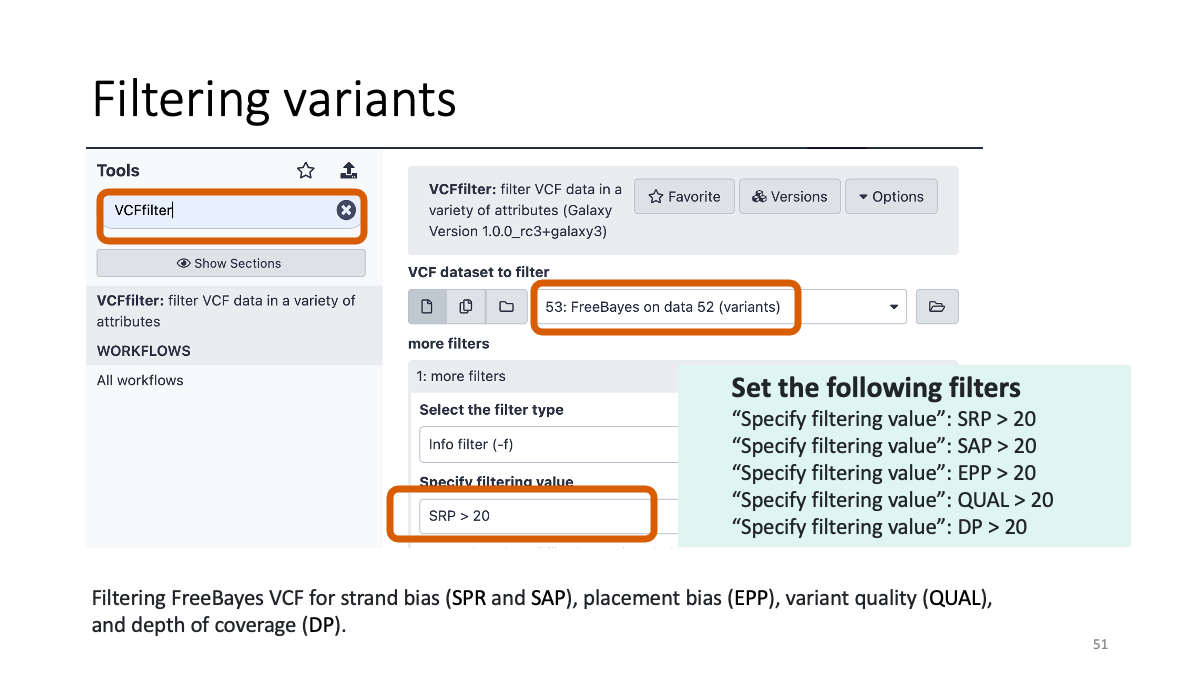 Filtering variants
Tools
VCFfilter
Show Sections
VCFfilter: filter VCF data in a variety of
attributes
WORKFLOWS
All workflows
VCFfilter: filter VCF data in a
variety of attributes (Galaxy
Version 1.0.0_rc3+galaxy3)
Favorite
Versions
Options
VCF dataset to filter
53: FreeBayes on data 52 (variants)
more filters
1: more filters
Select the filter type
Info filter (-f)
Specify filtering value
SRP > 20
Set the following filters
“Specify filtering value”: SRP > 20
“Specify filtering value”: SAP > 20
“Specify filtering value”: EPP > 20
“Specify filtering value”: QUAL > 20
“Specify filtering value”: DP > 20
Filtering FreeBayes VCF for strand bias (SPR and SAP), placement bias (EPP), variant quality (QUAL),
and depth of coverage (DP).
51